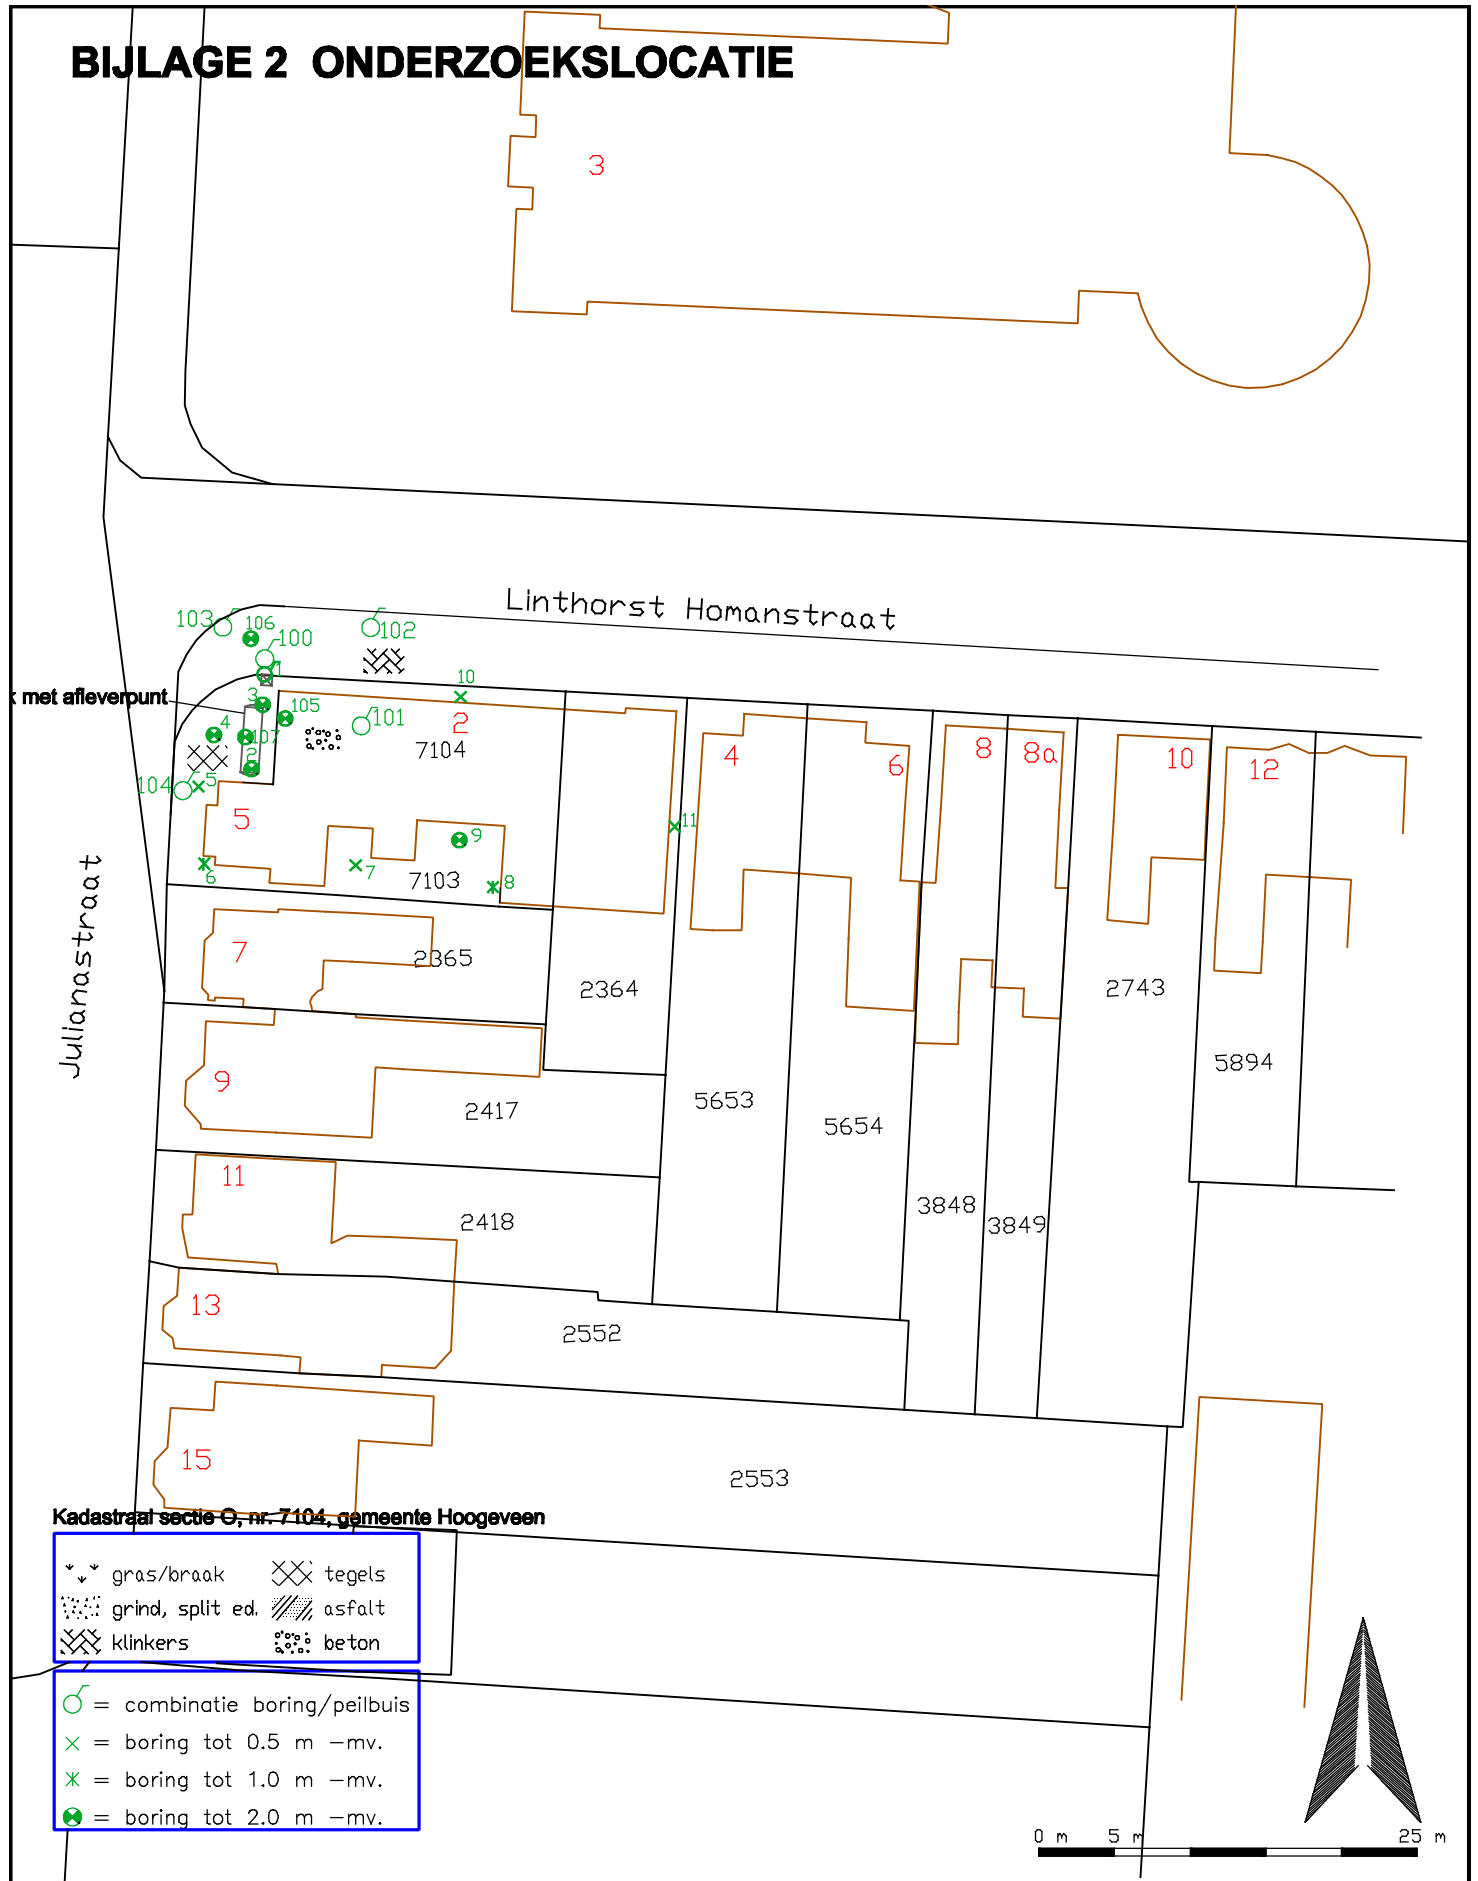 BIJLAGE 2 ONDERZOEKSLOCATIE
3
Linthorst Homanstraat
103
106
100
102
1
k met afleverpunt
3
105
10
4
107
101
2
7104
2
104
5
5
4
6
8
8a
10
12
11
9
6
7
7103
8
Julianastraat
7
2365
2364
2743
9
2417
5653
5654
5894
11
2418
3848
3849
13
2552
15
2553
Kadastraal sectie O, nr. 7104, gemeente Hoogeveen
gras/braak
tegels
grind, split ed.
asfalt
klinkers
beton
= combinatie boring/peilbuis
= boring tot 0.5 m -mv.
= boring tot 1.0 m -mv.
= boring tot 2.0 m -mv.
0 m 5 m 25 m